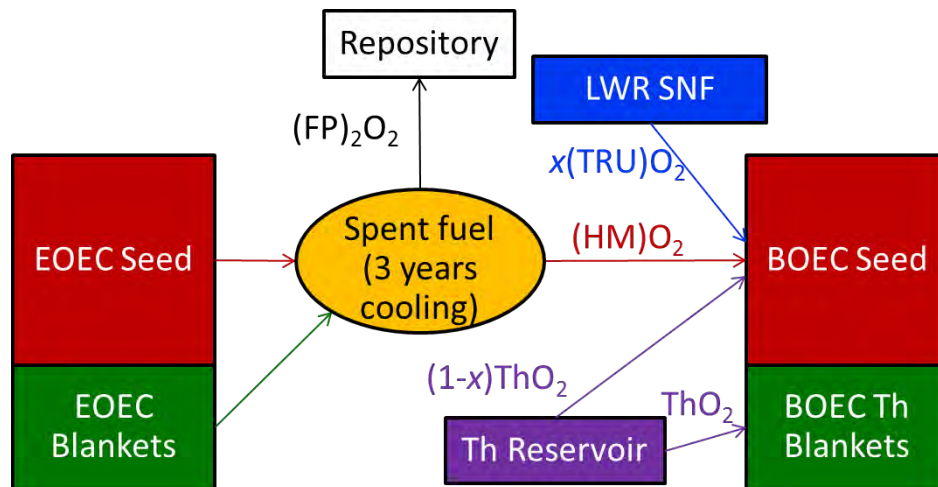 Repository
LWR SNF
(FP)₂O₂
x(TRU)O₂
EOEC Seed
Spent fuel
(3 years
cooling)
(HM)O₂
BOEC Seed
(1-x)ThO₂
ThO₂
EOEC
Blankets
Th Reservoir
BOEC Th
Blankets